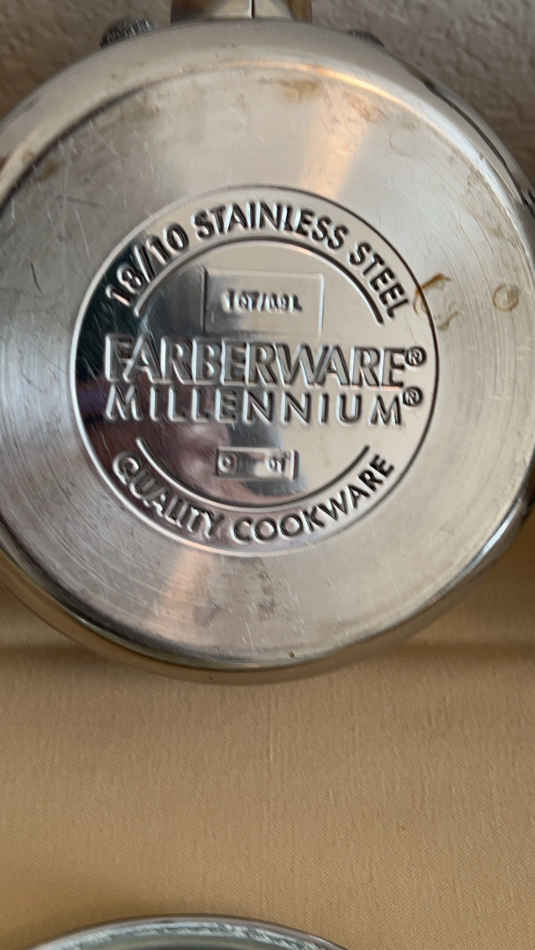 18/10 STAINLESS STEEL
FARBERWARE®
MILLENNIUM®
QUALITY COOKWARE